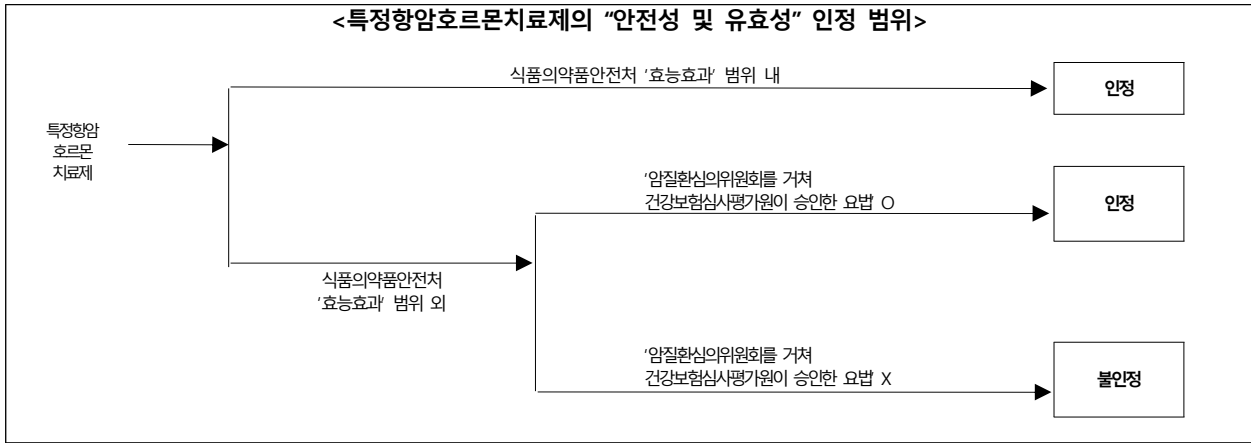 <특정항암호르몬치료제의 “안전성 및 유효성” 인정 범위>
식품의약품안전처 '효능효과' 범위 내
인정
특정항암
호르몬
치료제
'암질환심의위원회를 거쳐
건강보험심사평가원이 승인한 요법' O
인정
식품의약품안전처
'효능효과' 범위 외
'암질환심의위원회를 거쳐
건강보험심사평가원이 승인한 요법' X
불인정